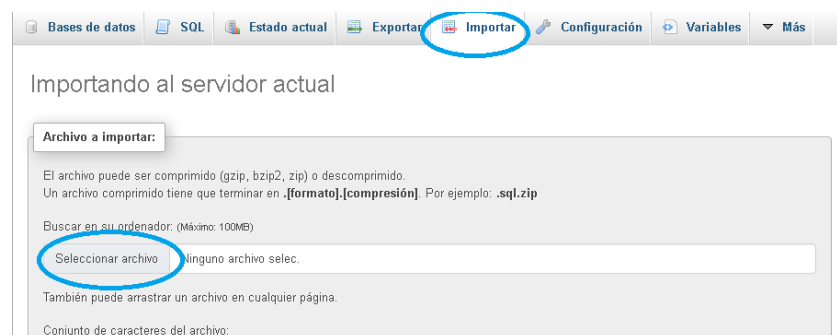 Bases de datos SQL Estado actual Exportar Importar Configuración Variables Más
Importando al servidor actual
Archivo a importar:
El archivo puede ser comprimido (gzip, bzip2, zip) o descomprimido.
Un archivo comprimido tiene que terminar en .[formato].[compresión]. Por ejemplo: .sql.zip
Buscar en su ordenador: (Máximo: 100MB)
Seleccionar archivo Ninguno archivo selec.
También puede arrastrar un archivo en cualquier página.
Conjunto de caracteres del archivo: